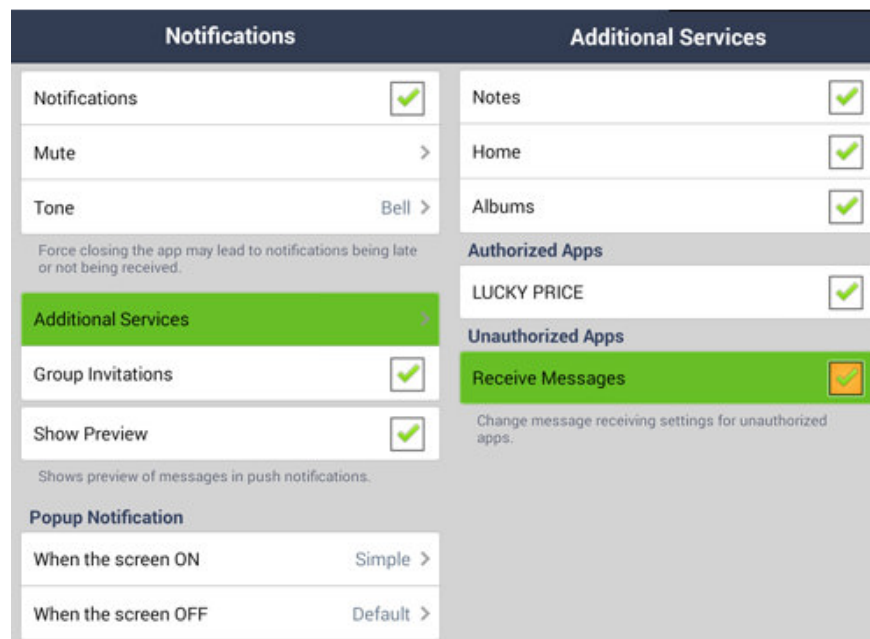 Notifications
Notifications
Mute
Tone Bell
Force closing the app may lead to notifications being late
or not being received.
Additional Services
Group Invitations
Show Preview
Shows preview of messages in push notifications.
Popup Notification
When the screen ON Simple
When the screen OFF Default
Additional Services
Notes
Home
Albums
Authorized Apps
LUCKY PRICE
Unauthorized Apps
Receive Messages
Change message receiving settings for unauthorized
apps.